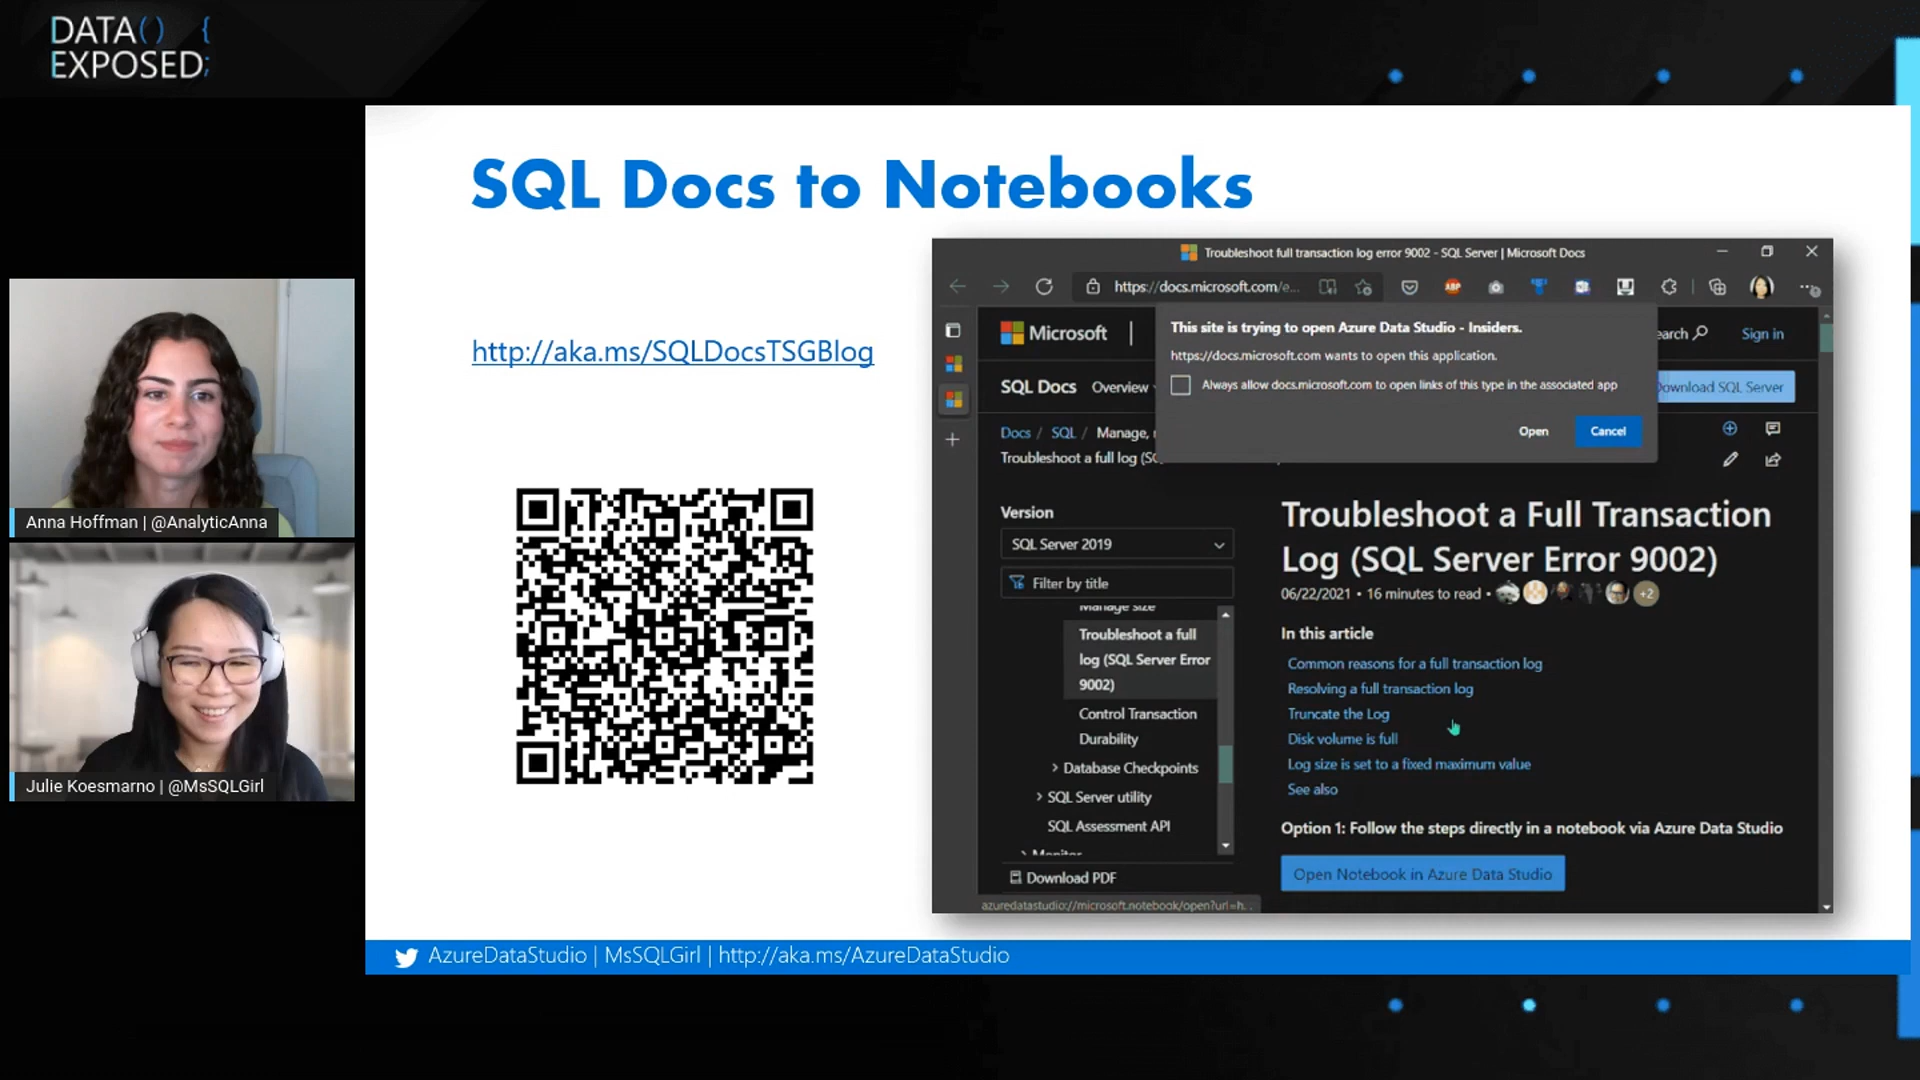 DATA() {
EXPOSED;
SQL Docs to Notebooks
http://aka.ms/SQLDocsTSGBlog
Anna Hoffman | @AnalyticAnna
Julie Koesmarno | @MsSQLGirl
Troubleshoot full transaction log error 9002 - SQL Server | Microsoft Docs
https://docs.microsoft.com/e...
ABP
This site is trying to open Azure Data Studio - Insiders.
https://docs.microsoft.com wants to open this application.
Always allow docs.microsoft.com to open links of this type in the associated app
Open Cancel
Microsoft
earch Sign in
SQL Docs Overview
ownload SQL Server
Docs / SQL / Manage,
Troubleshoot a full log
Version
SQL Server 2019
Filter by title
Manage size
Troubleshoot a full
log (SQL Server Error
9002)
Control Transaction
Durability
Database Checkpoints
SQL Server utility
SQL Assessment API
Monitor
Download PDF
azuredatastudio://microsoft.notebook/open?url=h...
Troubleshoot a Full Transaction
Log (SQL Server Error 9002)
06/22/2021 • 16 minutes to read • +2
In this article
Common reasons for a full transaction log
Resolving a full transaction log
Truncate the Log
Disk volume is full
Log size is set to a fixed maximum value
See also
Option 1: Follow the steps directly in a notebook via Azure Data Studio
Open Notebook in Azure Data Studio
AzureDataStudio | MsSQLGirl | http://aka.ms/AzureDataStudio